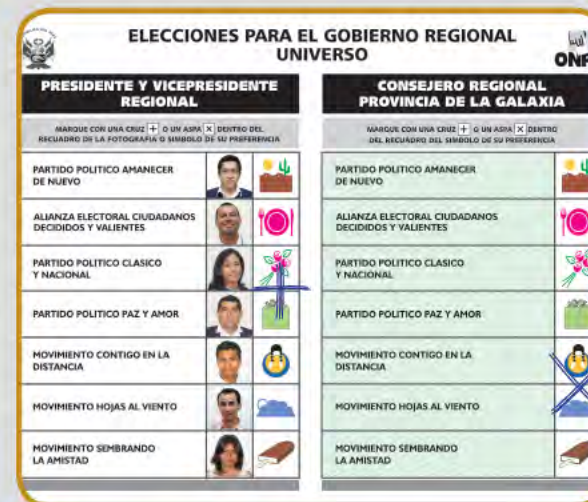 ELECCIONES PARA EL GOBIERNO REGIONAL
UNIVERSO
PRESIDENTE Y VICEPRESIDENTE
REGIONAL
MARQUE CON UNA CRUZ + O UN ASPA X DENTRO DEL
RECUADRO DE LA FOTOGRAFIA O SIMBOLO DE SU PREFERENCIA
PARTIDO POLITICO AMANECER
DE NUEVO
ALIANZA ELECTORAL CIUDADANOS
DECIDIDOS Y VALIENTES
PARTIDO POLITICO CLASICO
Y NACIONAL
PARTIDO POLITICO PAZ Y AMOR
MOVIMIENTO CONTIGO EN LA
DISTANCIA
MOVIMIENTO HOJAS AL VIENTO
MOVIMIENTO SEMBRANDO
LA AMISTAD
CONSEJERO REGIONAL
PROVINCIA DE LA GALAXIA
MARQUE CON UNA CRUZ + O UN ASPA X DENTRO
DEL RECUADRO DEL SIMBOLO DE SU PREFERENCIA
PARTIDO POLITICO AMANECER
DE NUEVO
ALIANZA ELECTORAL CIUDADANOS
DECIDIDOS Y VALIENTES
PARTIDO POLITICO CLASICO
Y NACIONAL
PARTIDO POLITICO PAZ Y AMOR
MOVIMIENTO CONTIGO EN LA
DISTANCIA
MOVIMIENTO HOJAS AL VIENTO
MOVIMIENTO SEMBRANDO
LA AMISTAD